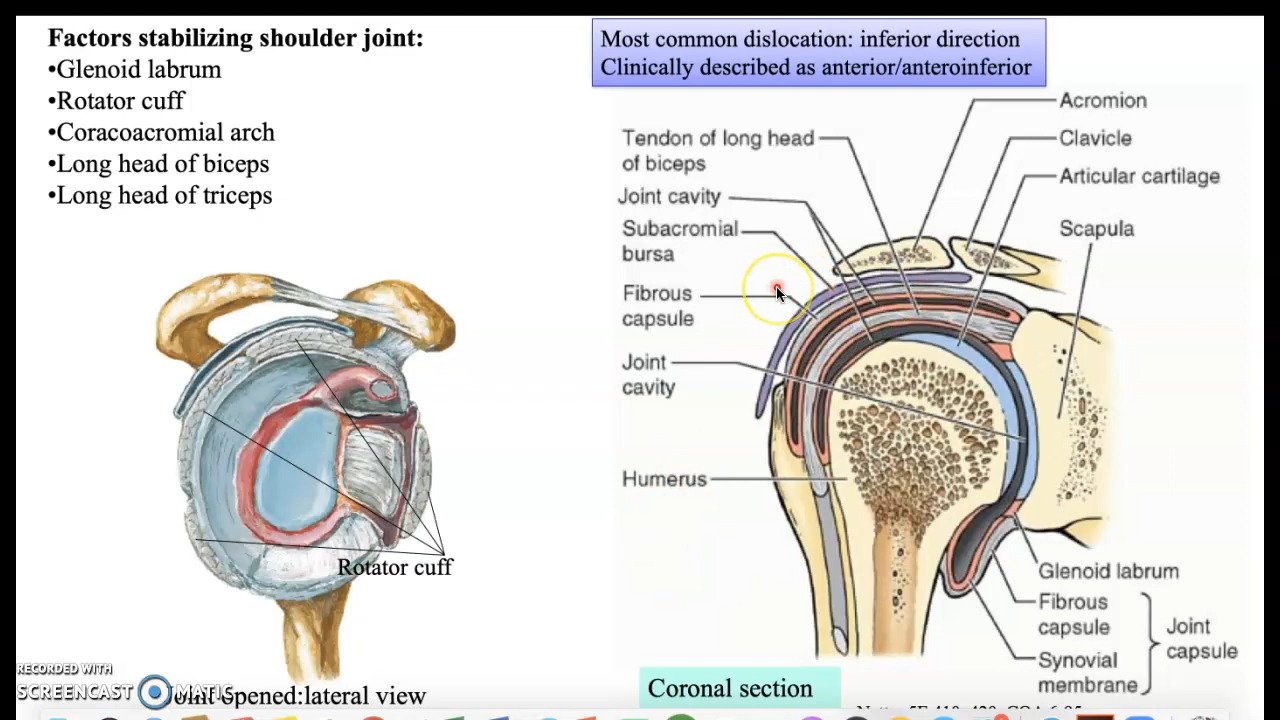 Factors stabilizing shoulder joint:
•Glenoid labrum
•Rotator cuff
•Coracoacromial arch
•Long head of biceps
•Long head of triceps
Most common dislocation: inferior direction
Clinically described as anterior/anteroinferior
Acromion
Clavicle
Articular cartilage
Scapula
Tendon of long head
of biceps
Joint cavity
Subacromial
bursa
Fibrous
capsule
Joint
cavity
Humerus
Glenoid labrum
Fibrous
capsule
Synovial
membrane
Joint
capsule
Rotator cuff
Joint opened:lateral view
Coronal section
RECORDED WITH
SCREENCAST MATIC